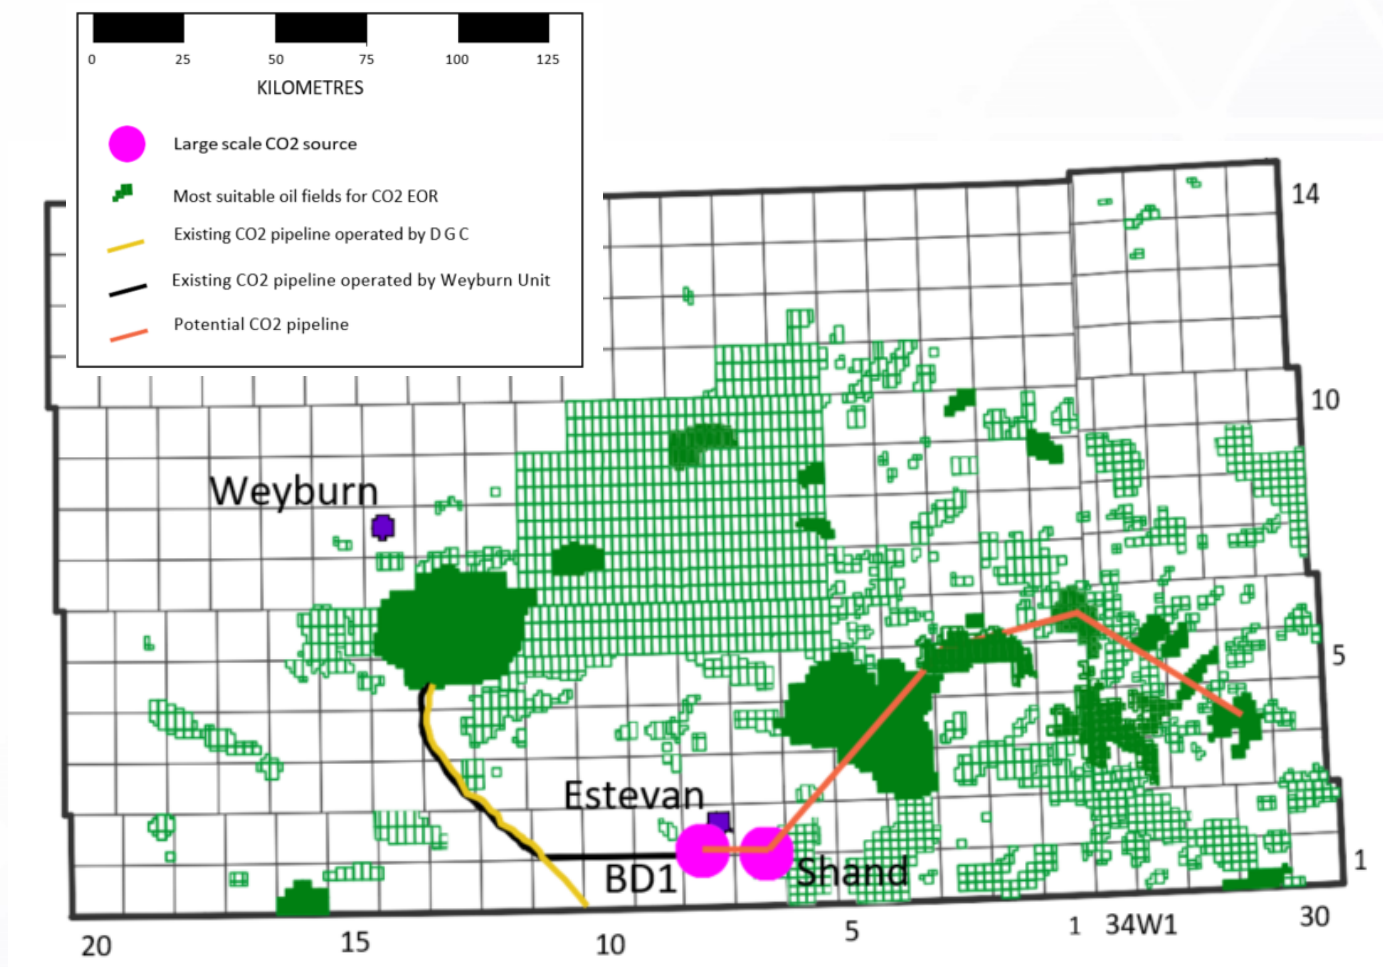 0 25 50 75 100 125
KILOMETRES
Large scale CO2 source
Most suitable oil fields for CO2 EOR
Existing CO2 pipeline operated by D G C
Existing CO2 pipeline operated by Weyburn Unit
Potential CO2 pipeline
14
10
Weyburn
5
Estevan
BD1
Shand
1
20 15 10 5 1 34W1 30